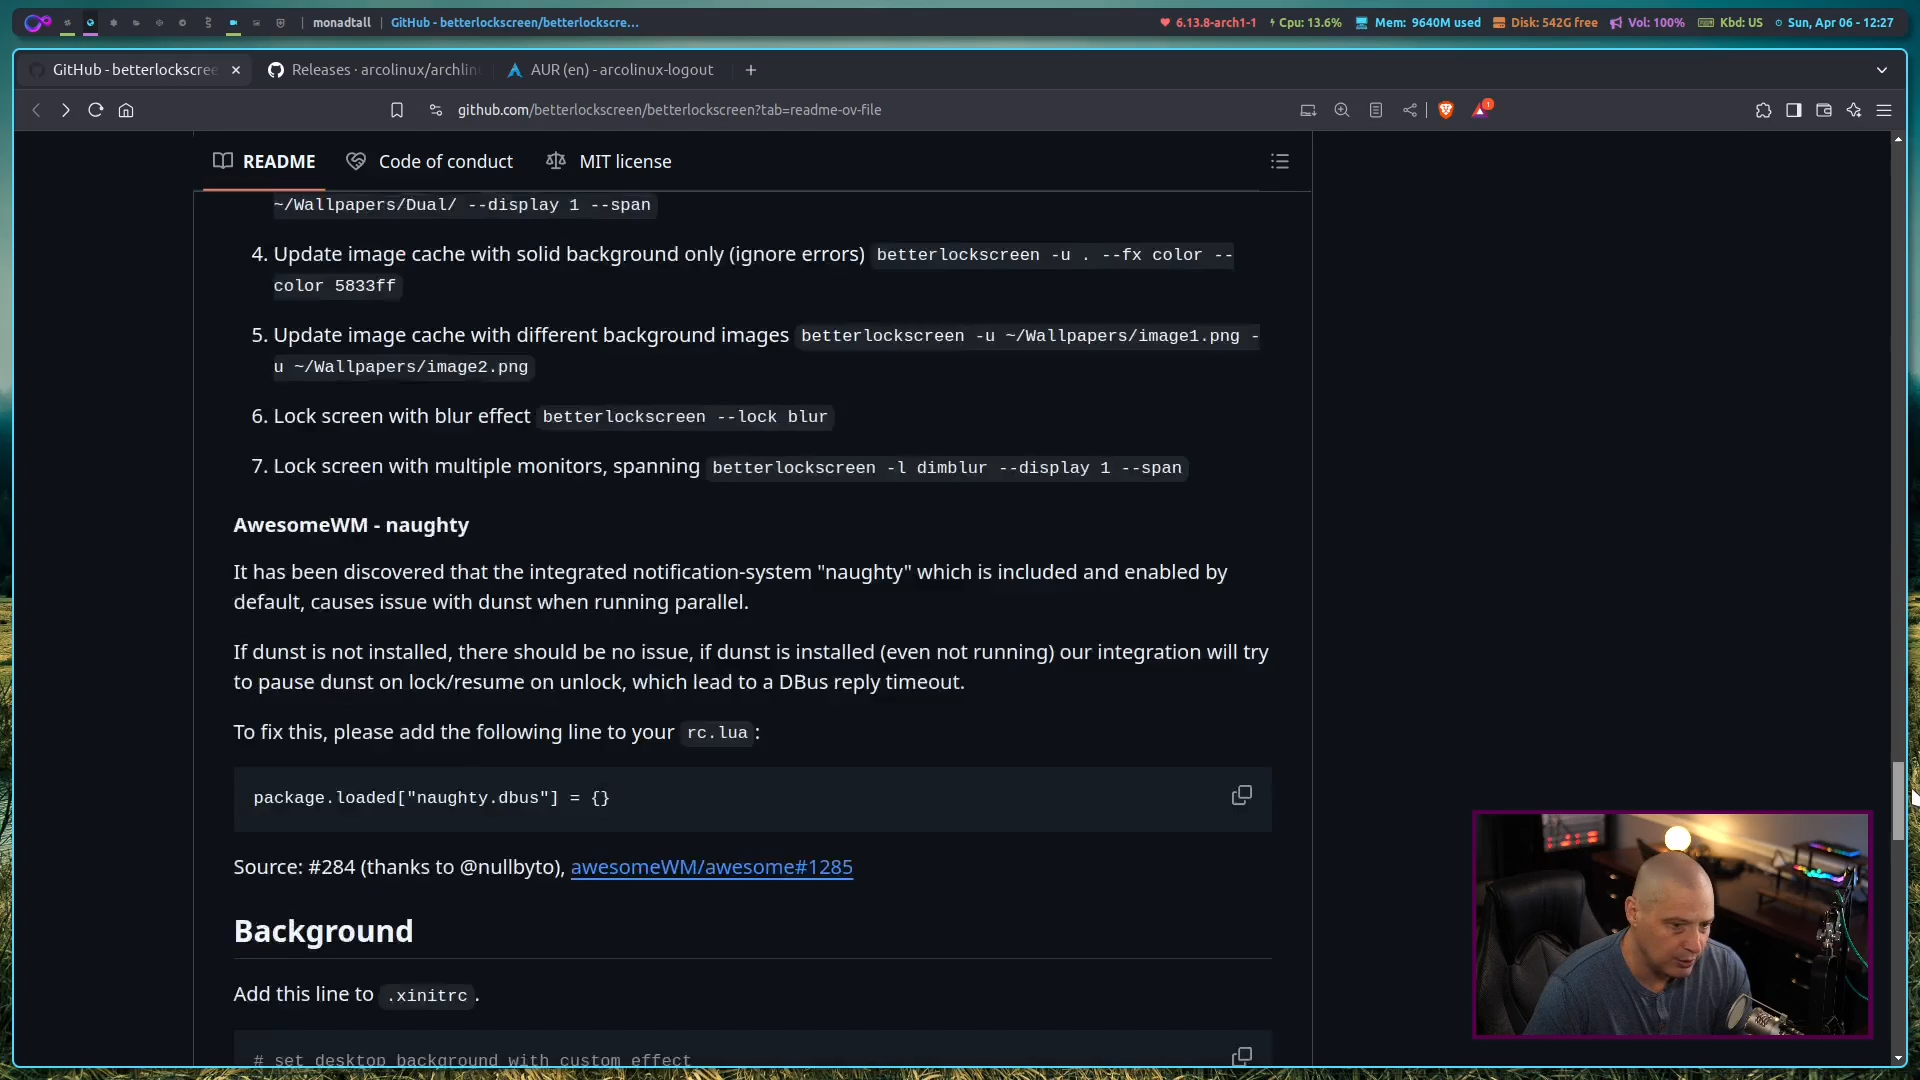 monadtall
GitHub - betterlockscreen/betterlockscre...
6.13.8-arch1-1
Cpu: 13.6%
Mem: 9640M used
Disk: 542G free
Vol: 100%
Kbd: US
Sun, Apr 06 - 12:27
GitHub - betterlockscree
Releases · arcolinux/archlinu
AUR (en) - arcolinux-logout
github.com/betterlockscreen/betterlockscreen?tab=readme-ov-file
1
README
Code of conduct
MIT license
~/Wallpapers/Dual/ --display 1 --span
4. Update image cache with solid background only (ignore errors) betterlockscreen -u . --fx color --
color 5833ff
5. Update image cache with different background images betterlockscreen -u ~/Wallpapers/image1.png -
u ~/Wallpapers/image2.png
6. Lock screen with blur effect betterlockscreen --lock blur
7. Lock screen with multiple monitors, spanning betterlockscreen -l dimblur --display 1 --span
AwesomeWM - naughty
It has been discovered that the integrated notification-system "naughty" which is included and enabled by
default, causes issue with dunst when running parallel.
If dunst is not installed, there should be no issue, if dunst is installed (even not running) our integration will try
to pause dunst on lock/resume on unlock, which lead to a DBus reply timeout.
To fix this, please add the following line to your rc.lua:
package.loaded["naughty.dbus"] = {}
Source: #284 (thanks to @nullbyto), awesomeWM/awesome#1285
Background
Add this line to .xinitrc.
# set desktop background with custom effect